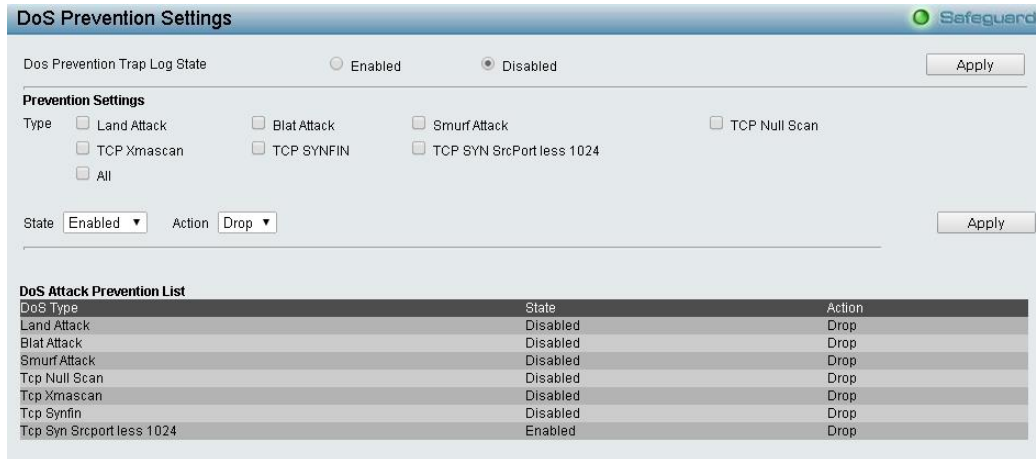 DoS Prevention Settings
Safeguard
Dos Prevention Trap Log State Enabled Disabled Apply
Prevention Settings
Type Land Attack Blat Attack Smurf Attack TCP Null Scan
TCP Xmascan TCP SYNFIN TCP SYN SrcPort less 1024
All
State Enabled Action Drop Apply
DoS Attack Prevention List
DoS Type State Action
Land Attack Disabled Drop
Blat Attack Disabled Drop
Smurf Attack Disabled Drop
Tcp Null Scan Disabled Drop
Tcp Xmascan Disabled Drop
Tcp Synfin Disabled Drop
Tcp Syn Srcport less 1024 Enabled Drop